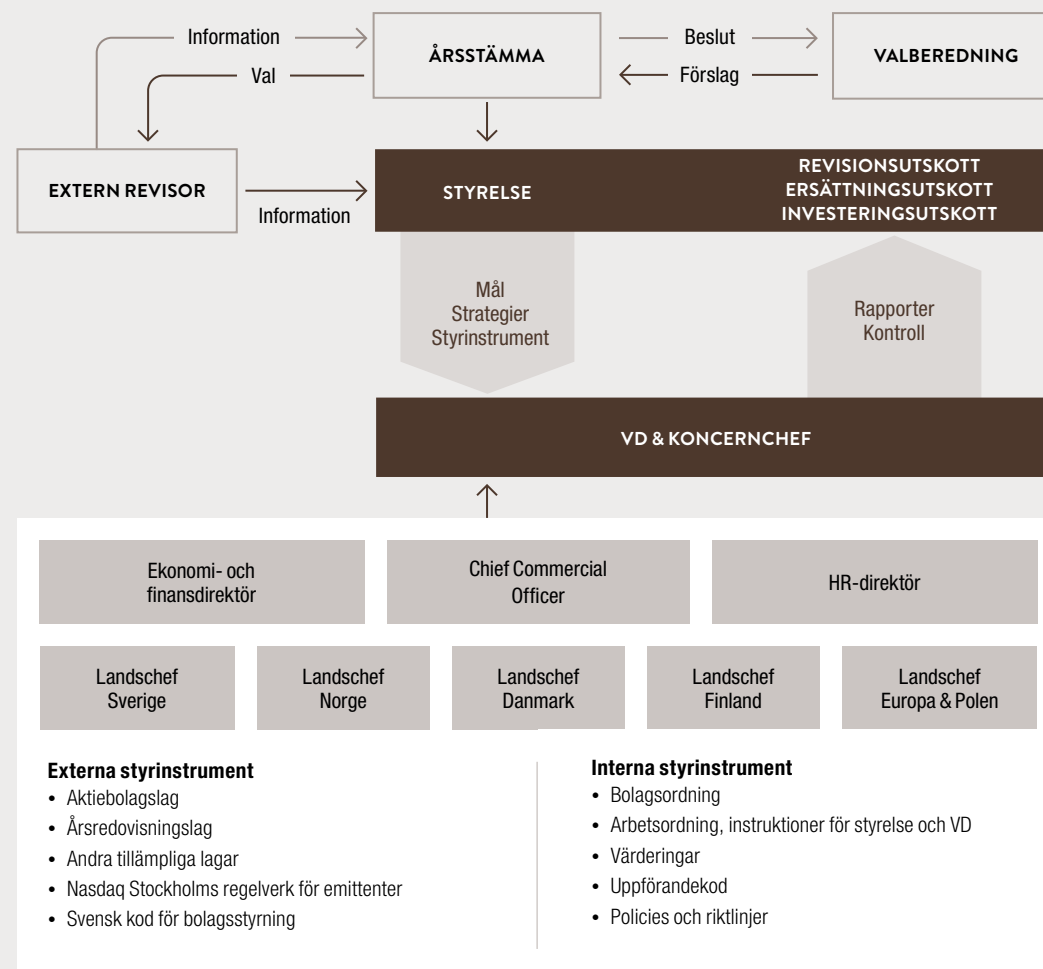 Information
ÅRSSTÄMMA
Beslut
VALBEREDNING
Val
Förslag
EXTERN REVISOR
Information
STYRELSE
REVISIONSUTSKOTT
ERSÄTTNINGSUTSKOTT
INVESTERINGSUTSKOTT
Mål
Strategier
Styrinstrument
Rapporter
Kontroll
VD & KONCERNCHEF
Ekonomi- och
finansdirektör
Chief Commercial
Officer
HR-direktör
Landschef
Sverige
Landschef
Norge
Landschef
Danmark
Landschef
Finland
Landschef
Europa & Polen
Externa styrinstrument
• Aktiebolagslag
• Årsredovisningslag
• Andra tillämpliga lagar
• Nasdaq Stockholms regelverk för emittenter
• Svensk kod för bolagsstyrning
Interna styrinstrument
• Bolagsordning
• Arbetsordning, instruktioner för styrelse och VD
• Värderingar
• Uppförandekod
• Policies och riktlinjer